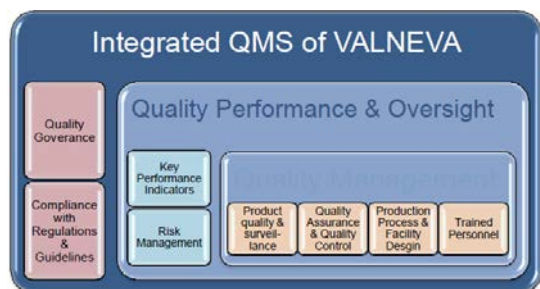 Integrated QMS of VALNEVA
Quality
Goverance
Compliance
with
Regulations
&
Guidelines
Quality Performance & Oversight
Key
Performance
Indicators
Risk
Management
Quality Management
Product
quality &
surveil-
lance
Quality
Assurance
& Quality
Control
Production
Process &
Facility
Desgin
Trained
Personnel